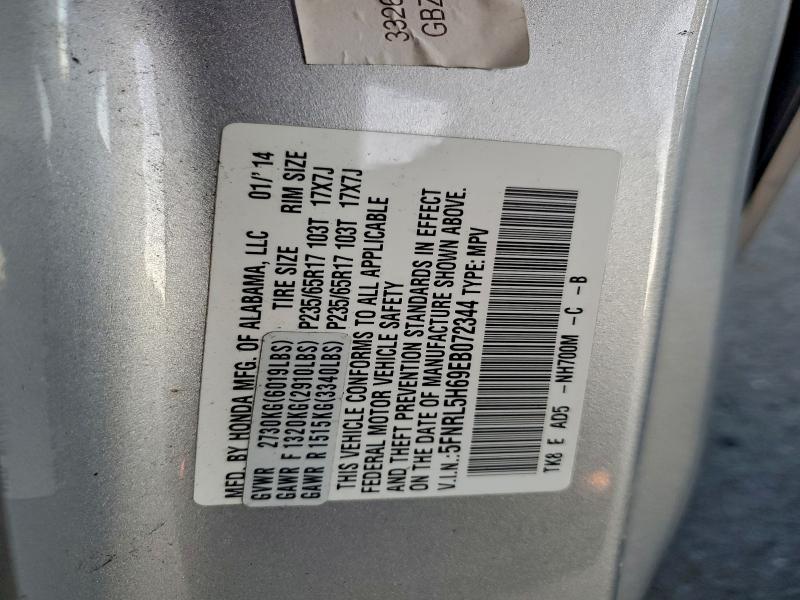 3326
GBZ
MFD. BY HONDA MFG. OF ALABAMA, LLC 01/'14
TIRE SIZE RIM SIZE
GVWR 2730KG(6019LBS)
GAWR F 1320KG(2910LBS) P235/65R17 103T 17X7J
GAWR R 1515KG(3340LBS) P235/65R17 103T 17X7J
THIS VEHICLE CONFORMS TO ALL APPLICABLE
FEDERAL MOTOR VEHICLE SAFETY
AND THEFT PREVENTION STANDARDS IN EFFECT
ON THE DATE OF MANUFACTURE SHOWN ABOVE.
V.I.N.:5FNRL5H69EB072344 TYPE: MPV
TK8 E AD5 -NH700M -C -B